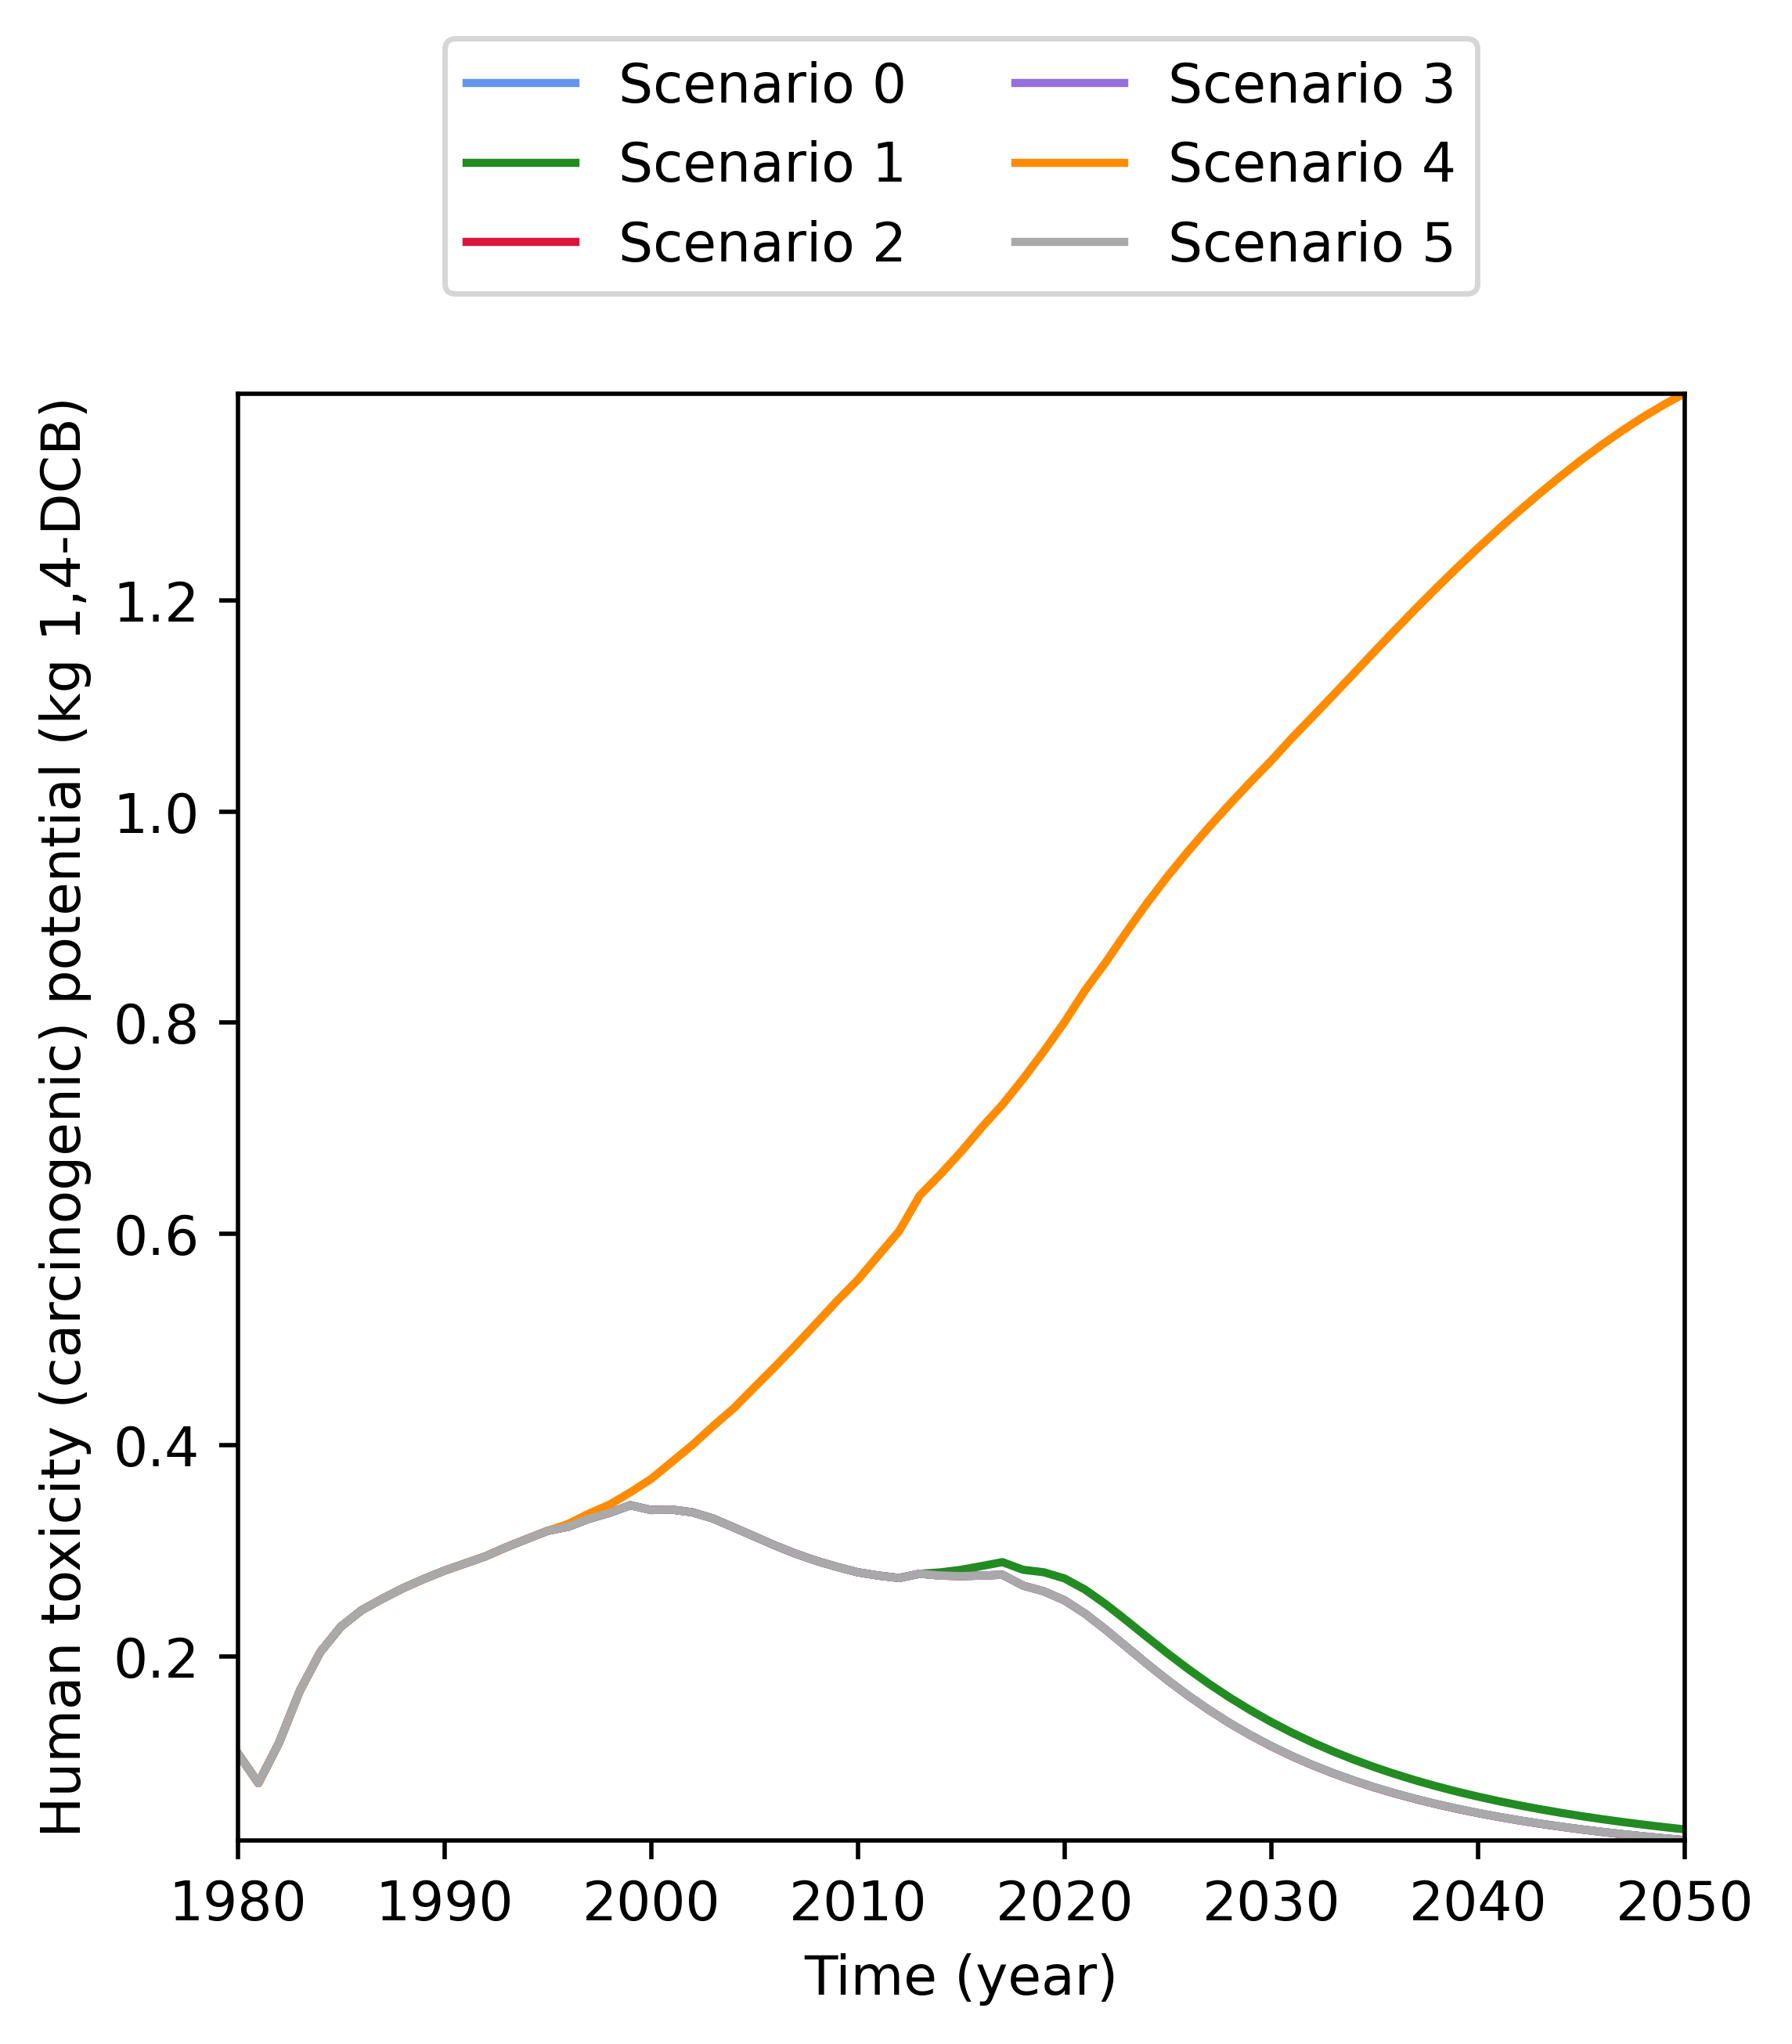 Scenario 0
Scenario 1
Scenario 2
Scenario 3
Scenario 4
Scenario 5
Human toxicity (carcinogenic) potential (kg 1,4-DCB)
1.2
1.0
0.8
0.6
0.4
0.2
1980 1990 2000 2010 2020 2030 2040 2050
Time (year)